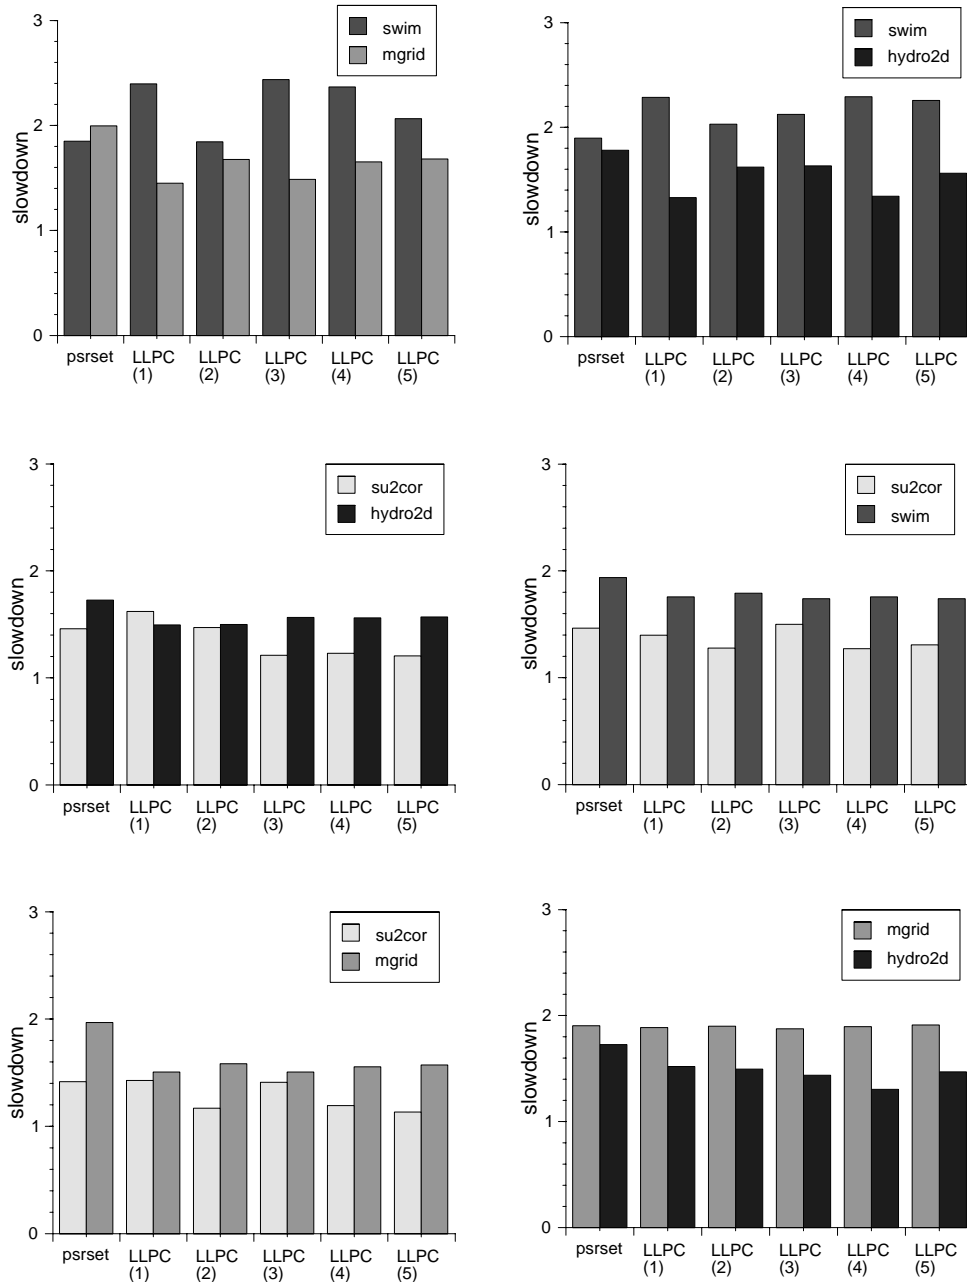 3
2
1
0
slowdown
swim
mgrid
psrset LLPC LLPC LLPC LLPC LLPC
(1) (2) (3) (4) (5)
3
2
1
0
slowdown
swim
hydro2d
psrset LLPC LLPC LLPC LLPC LLPC
(1) (2) (3) (4) (5)
3
2
1
0
slowdown
su2cor
hydro2d
psrset LLPC LLPC LLPC LLPC LLPC
(1) (2) (3) (4) (5)
3
2
1
0
slowdown
su2cor
swim
psrset LLPC LLPC LLPC LLPC LLPC
(1) (2) (3) (4) (5)
3
2
1
0
slowdown
su2cor
mgrid
psrset LLPC LLPC LLPC LLPC LLPC
(1) (2) (3) (4) (5)
3
2
1
0
slowdown
mgrid
hydro2d
psrset LLPC LLPC LLPC LLPC LLPC
(1) (2) (3) (4) (5)